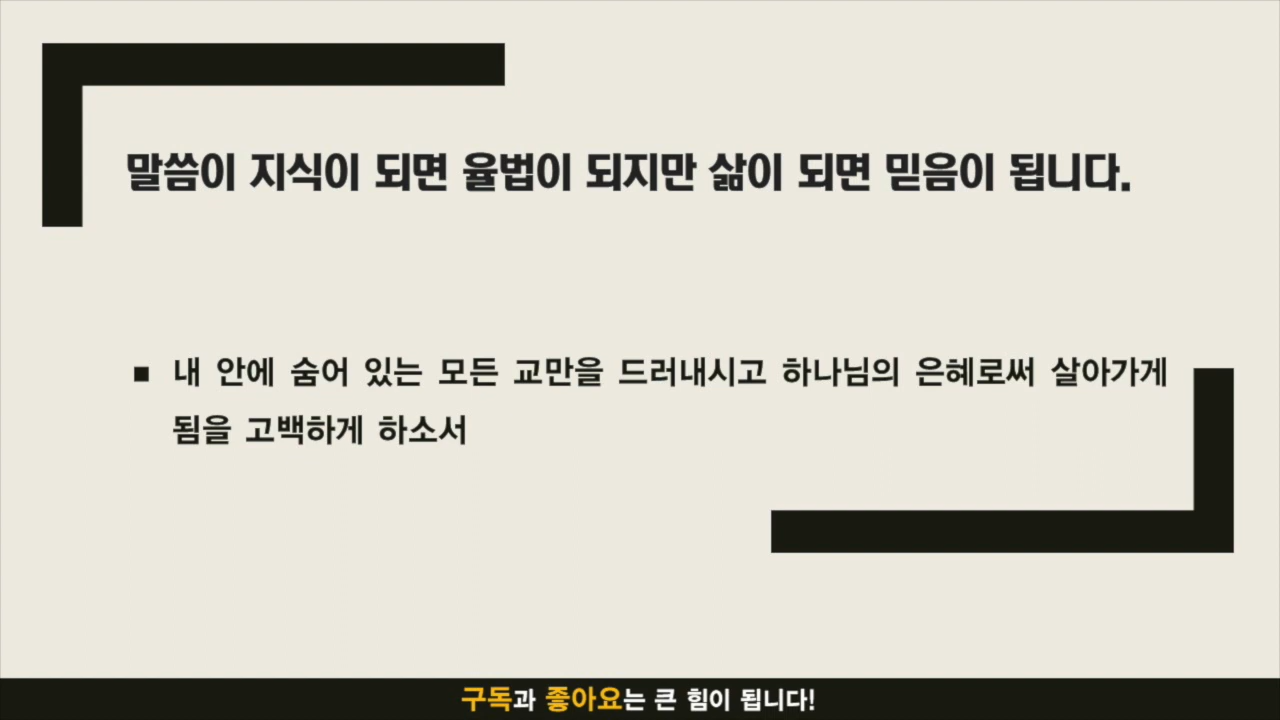 말씀이 지식이 되면 율법이 되지만 삶이 되면 믿음이 됩니다.
■ 내 안에 숨어 있는 모든 교만을 드러내시고 하나님의 은혜로써 살아가게
됨을 고백하게 하소서
구독과 좋아요는 큰 힘이 됩니다!